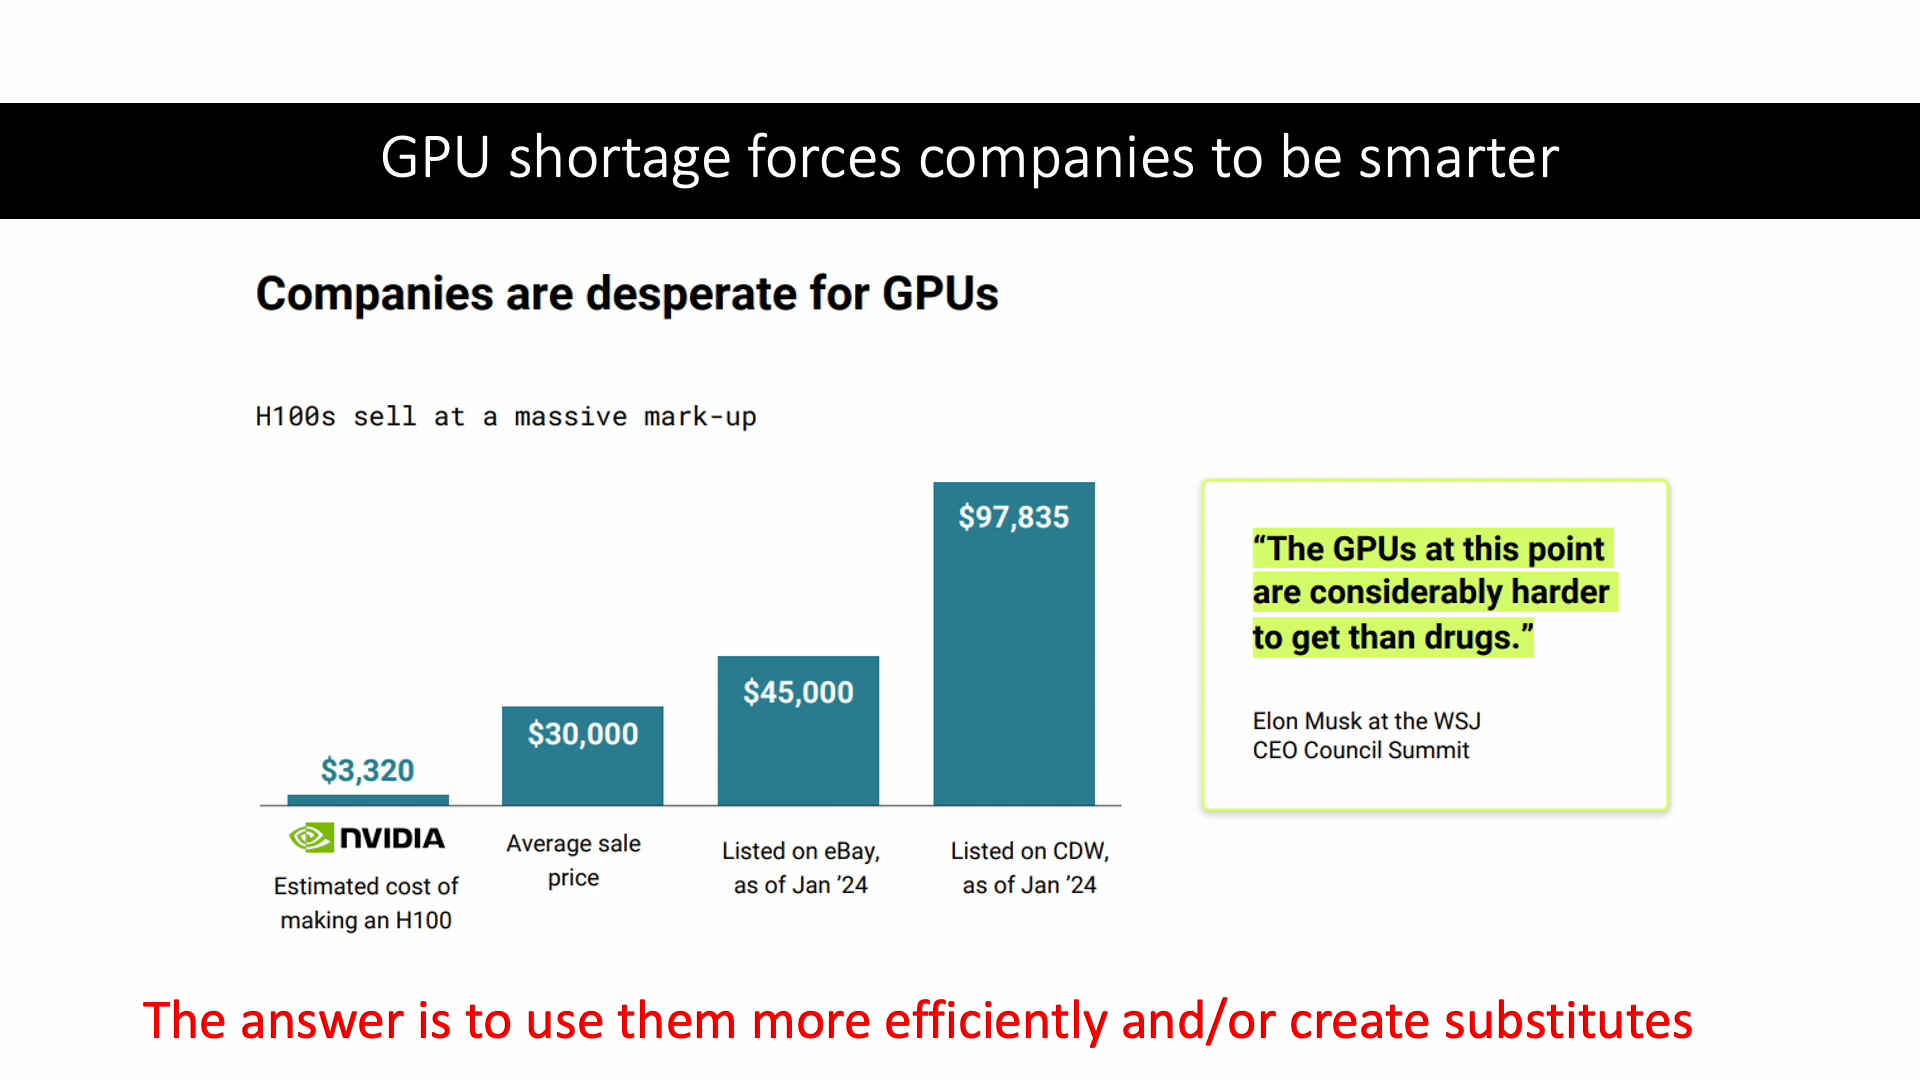 GPU shortage forces companies to be smarter
Companies are desperate for GPUs
H100s sell at a massive mark-up
$3,320
$30,000
$45,000
$97,835
NVIDIA
Estimated cost of
making an H100
Average sale
price
Listed on eBay,
as of Jan ’24
Listed on CDW,
as of Jan ’24
“The GPUs at this point
are considerably harder
to get than drugs.”
Elon Musk at the WSJ
CEO Council Summit
The answer is to use them more efficiently and/or create substitutes